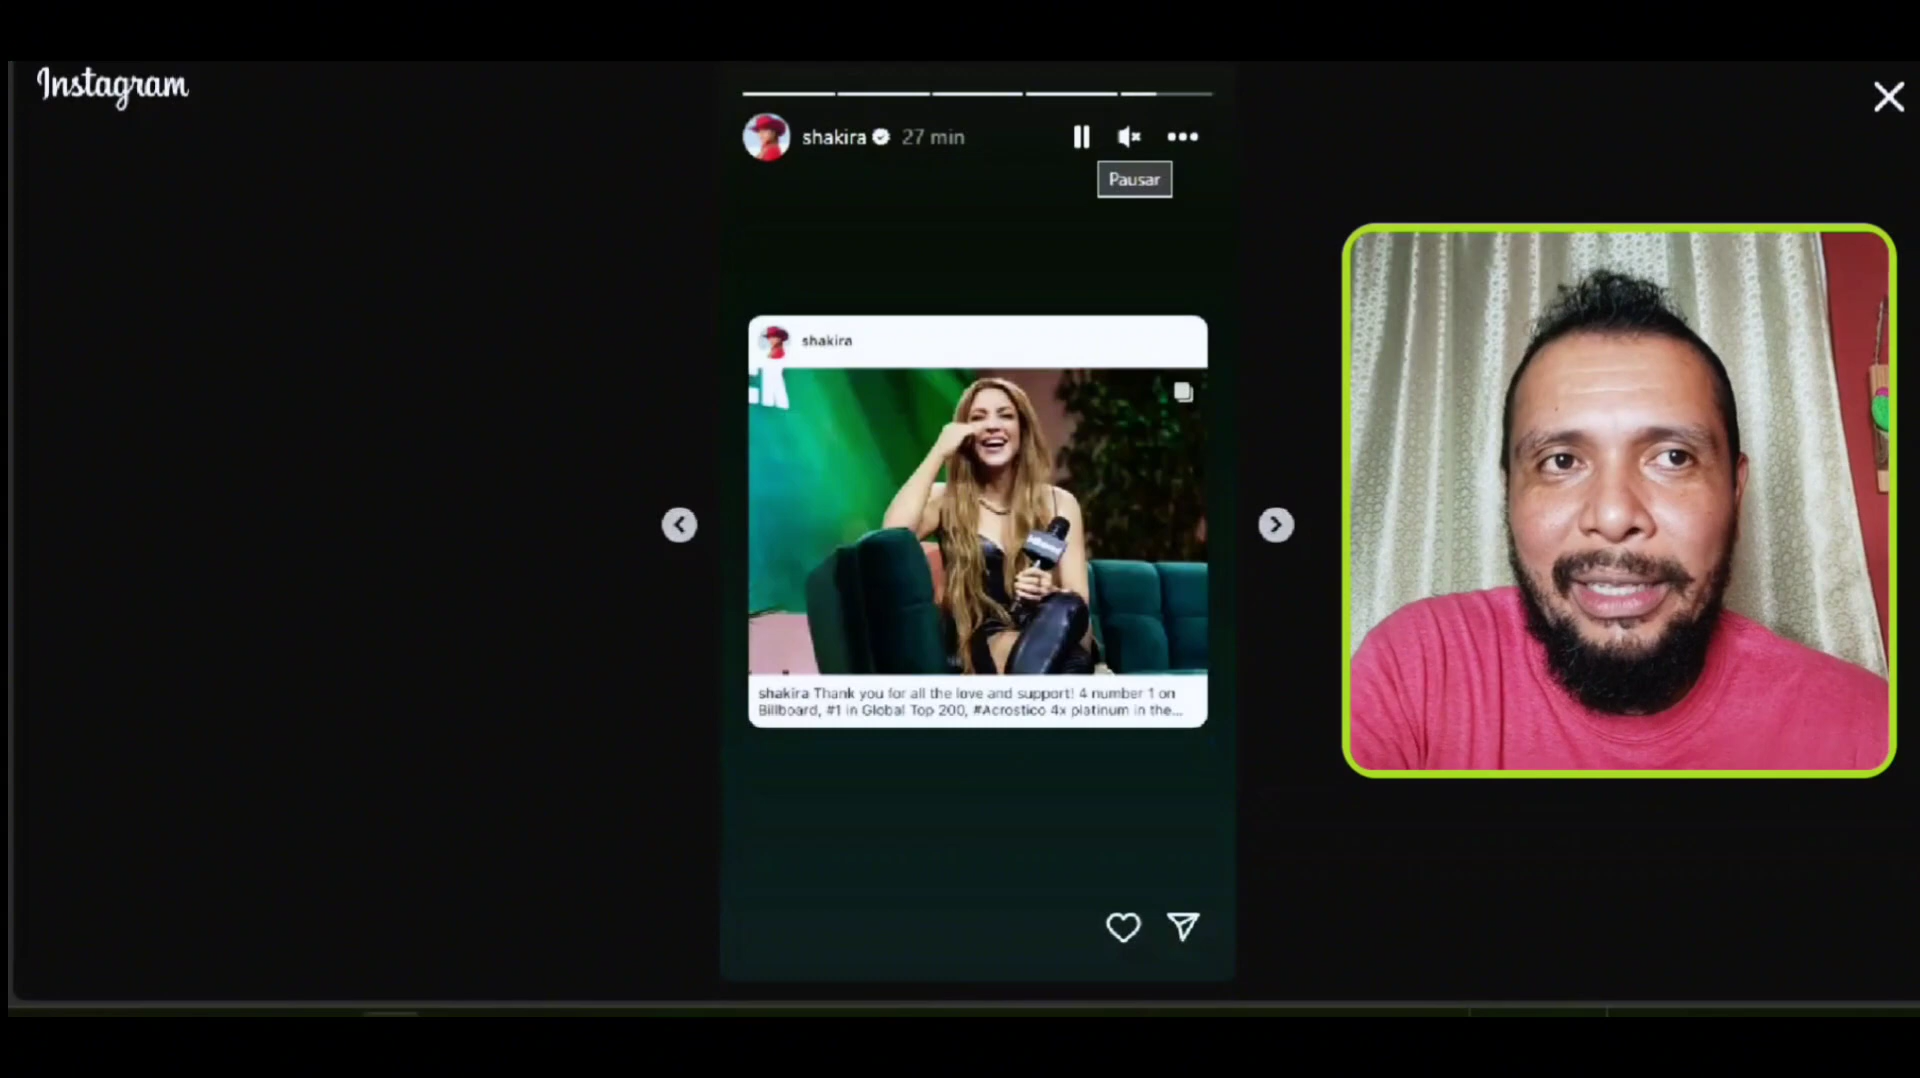 Instagram
shakira 27 min
Pausar
shakira
CK
shakira Thank you for all the love and support! 4 number 1 on
Billboard, #1 in Global Top 200, #Acrostico 4x platinum in the...